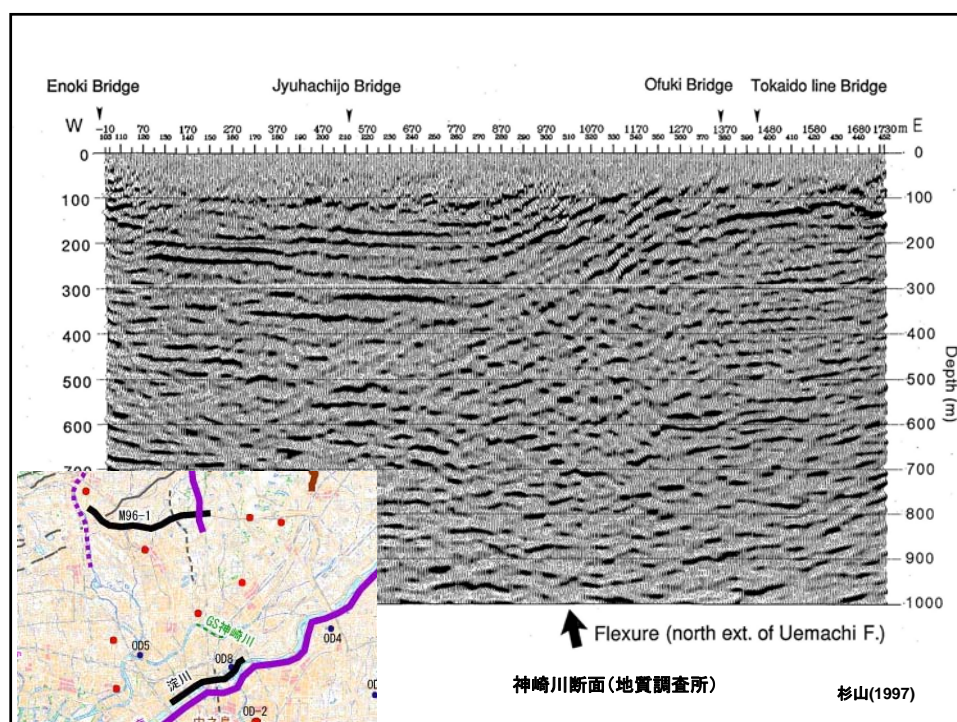 Enoki Bridge Jyuhachijo Bridge Ofuki Bridge Tokaido line Bridge
W -10 70 170 270 370 470 570 670 770 870 970 1070 1170 1270 1370 1480 1580 1680 1730 m E
0 0
100 100
200 200
300 300
400 400
500 500
600 600
700 700
800
900
1000
Depth (m)
Flexure (north ext. of Uemachi F.)
神崎川断面(地質調査所)
杉山(1997)
M96-1
GS神崎川
OD5
OD4
OD8
淀川
OD-2